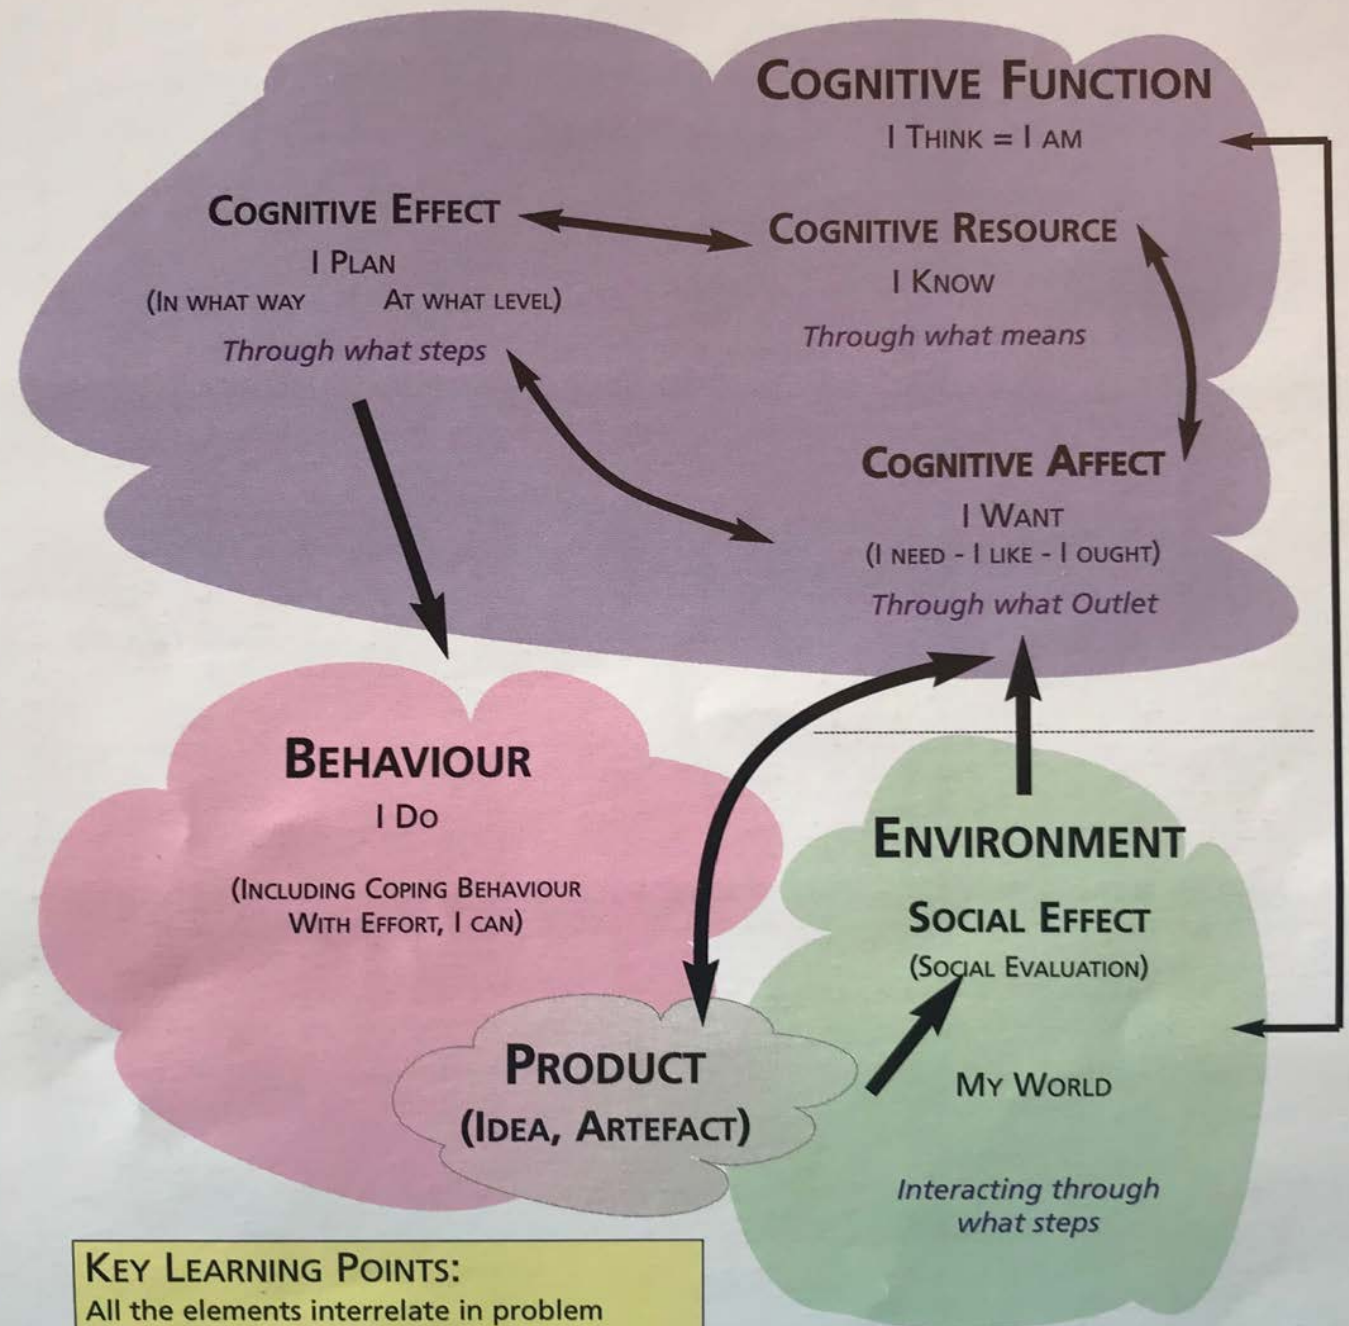 COGNITIVE FUNCTION
I THINK = I AM
COGNITIVE EFFECT
I PLAN
(IN WHAT WAY AT WHAT LEVEL)
Through what steps
COGNITIVE RESOURCE
I KNOW
Through what means
COGNITIVE AFFECT
I WANT
(I NEED - I LIKE - I OUGHT)
Through what Outlet
BEHAVIOUR
I DO
(INCLUDING COPING BEHAVIOUR
WITH EFFORT, I CAN)
ENVIRONMENT
SOCIAL EFFECT
(SOCIAL EVALUATION)
MY WORLD
Interacting through
what steps
PRODUCT
(IDEA, ARTEFACT)
KEY LEARNING POINTS:
All the elements interrelate in problem